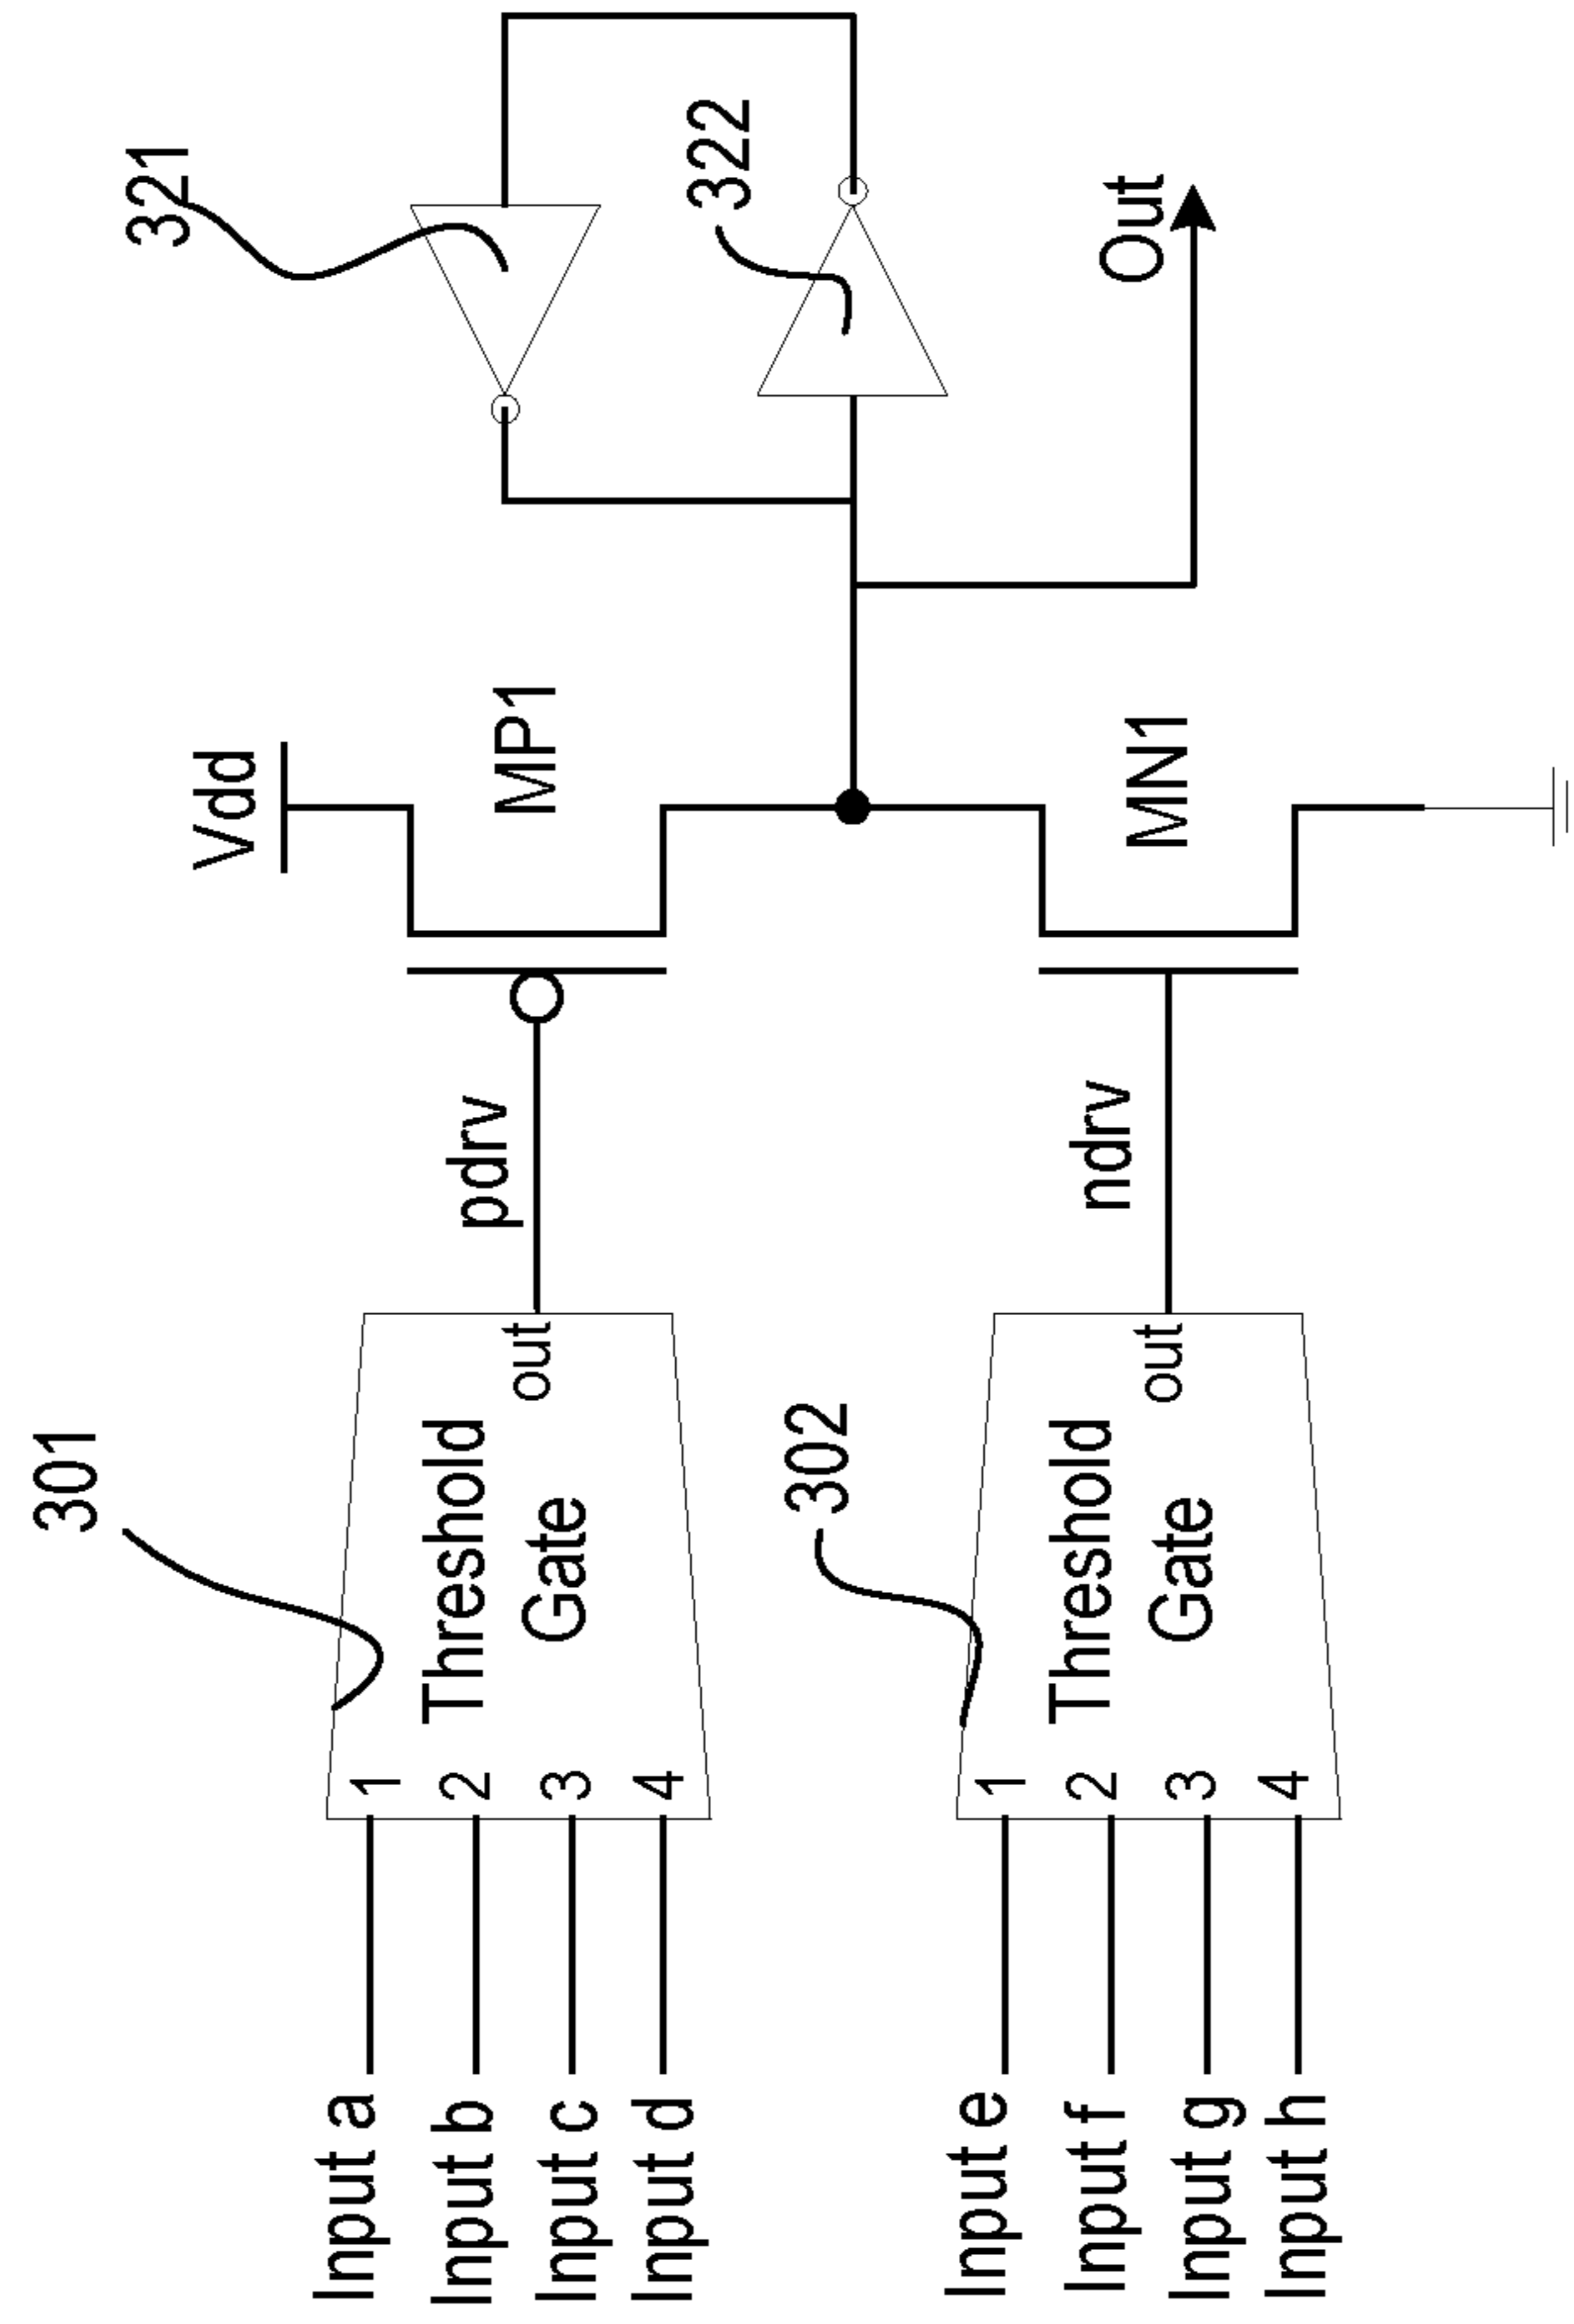 Input a
Input b
Input c
Input d
1
2
3
4
Threshold
Gate
out
301
pdrv
Vdd
MP1
321
322
Input e
Input f
Input g
Input h
1
2
3
4
Threshold
Gate
out
302
ndrv
MN1
Out